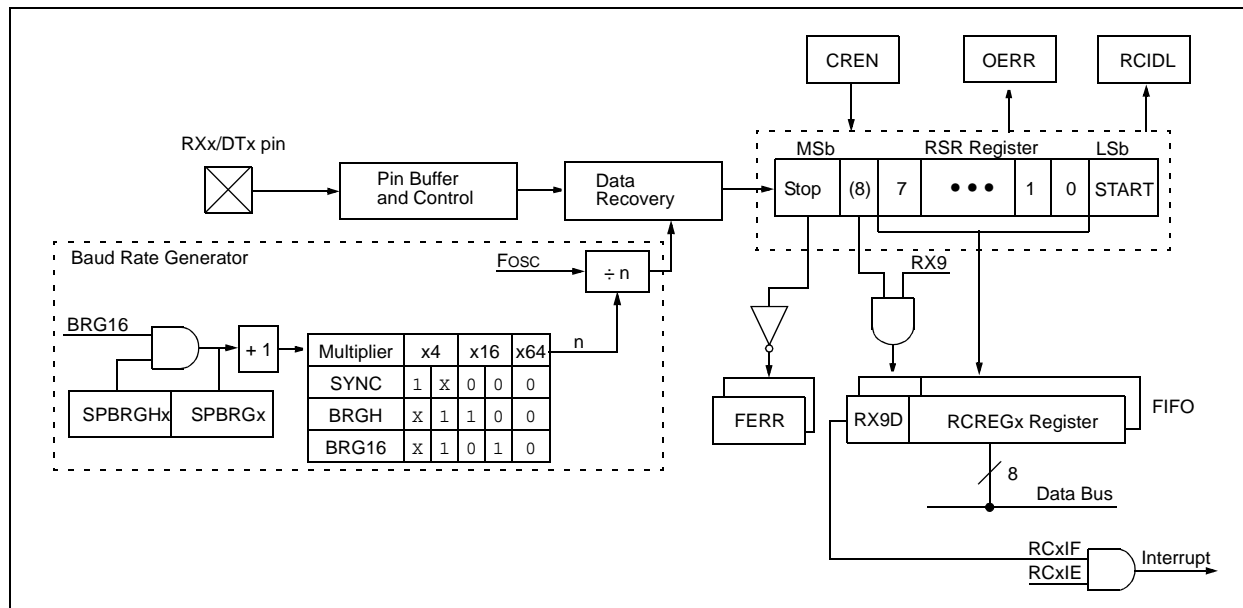 CREN
OERR
RCIDL
RXx/DTx pin
MSb
RSR Register
LSb
Pin Buffer
and Control
Data
Recovery
Stop
(8)
7
• • •
1
0
START
Baud Rate Generator
FOSC
÷ n
RX9
BRG16
+ 1
n
Multiplier x4 x16 x64
SYNC 1 X 0 0 0
BRGH X 1 1 0 0
BRG16 X 1 0 1 0
SPBRGHx
SPBRGx
FERR
RX9D
RCREGx Register
FIFO
8
Data Bus
RCxIF
RCxIE
Interrupt